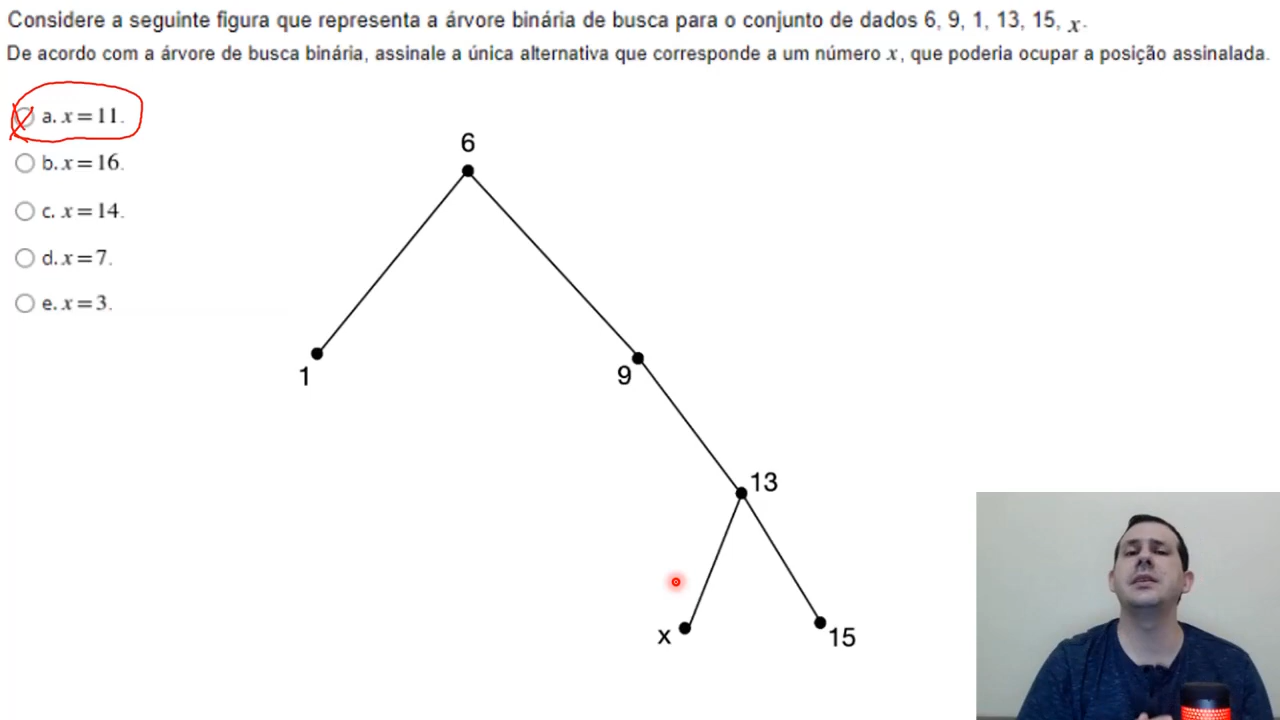 Considere a seguinte figura que representa a árvore binária de busca para o conjunto de dados 6, 9, 1, 13, 15, x.
De acordo com a árvore de busca binária, assinale a única alternativa que corresponde a um número x, que poderia ocupar a posição assinalada.
a. x = 11.
b. x = 16.
c. x = 14.
d. x = 7.
e. x = 3.
6
1
9
13
x
15